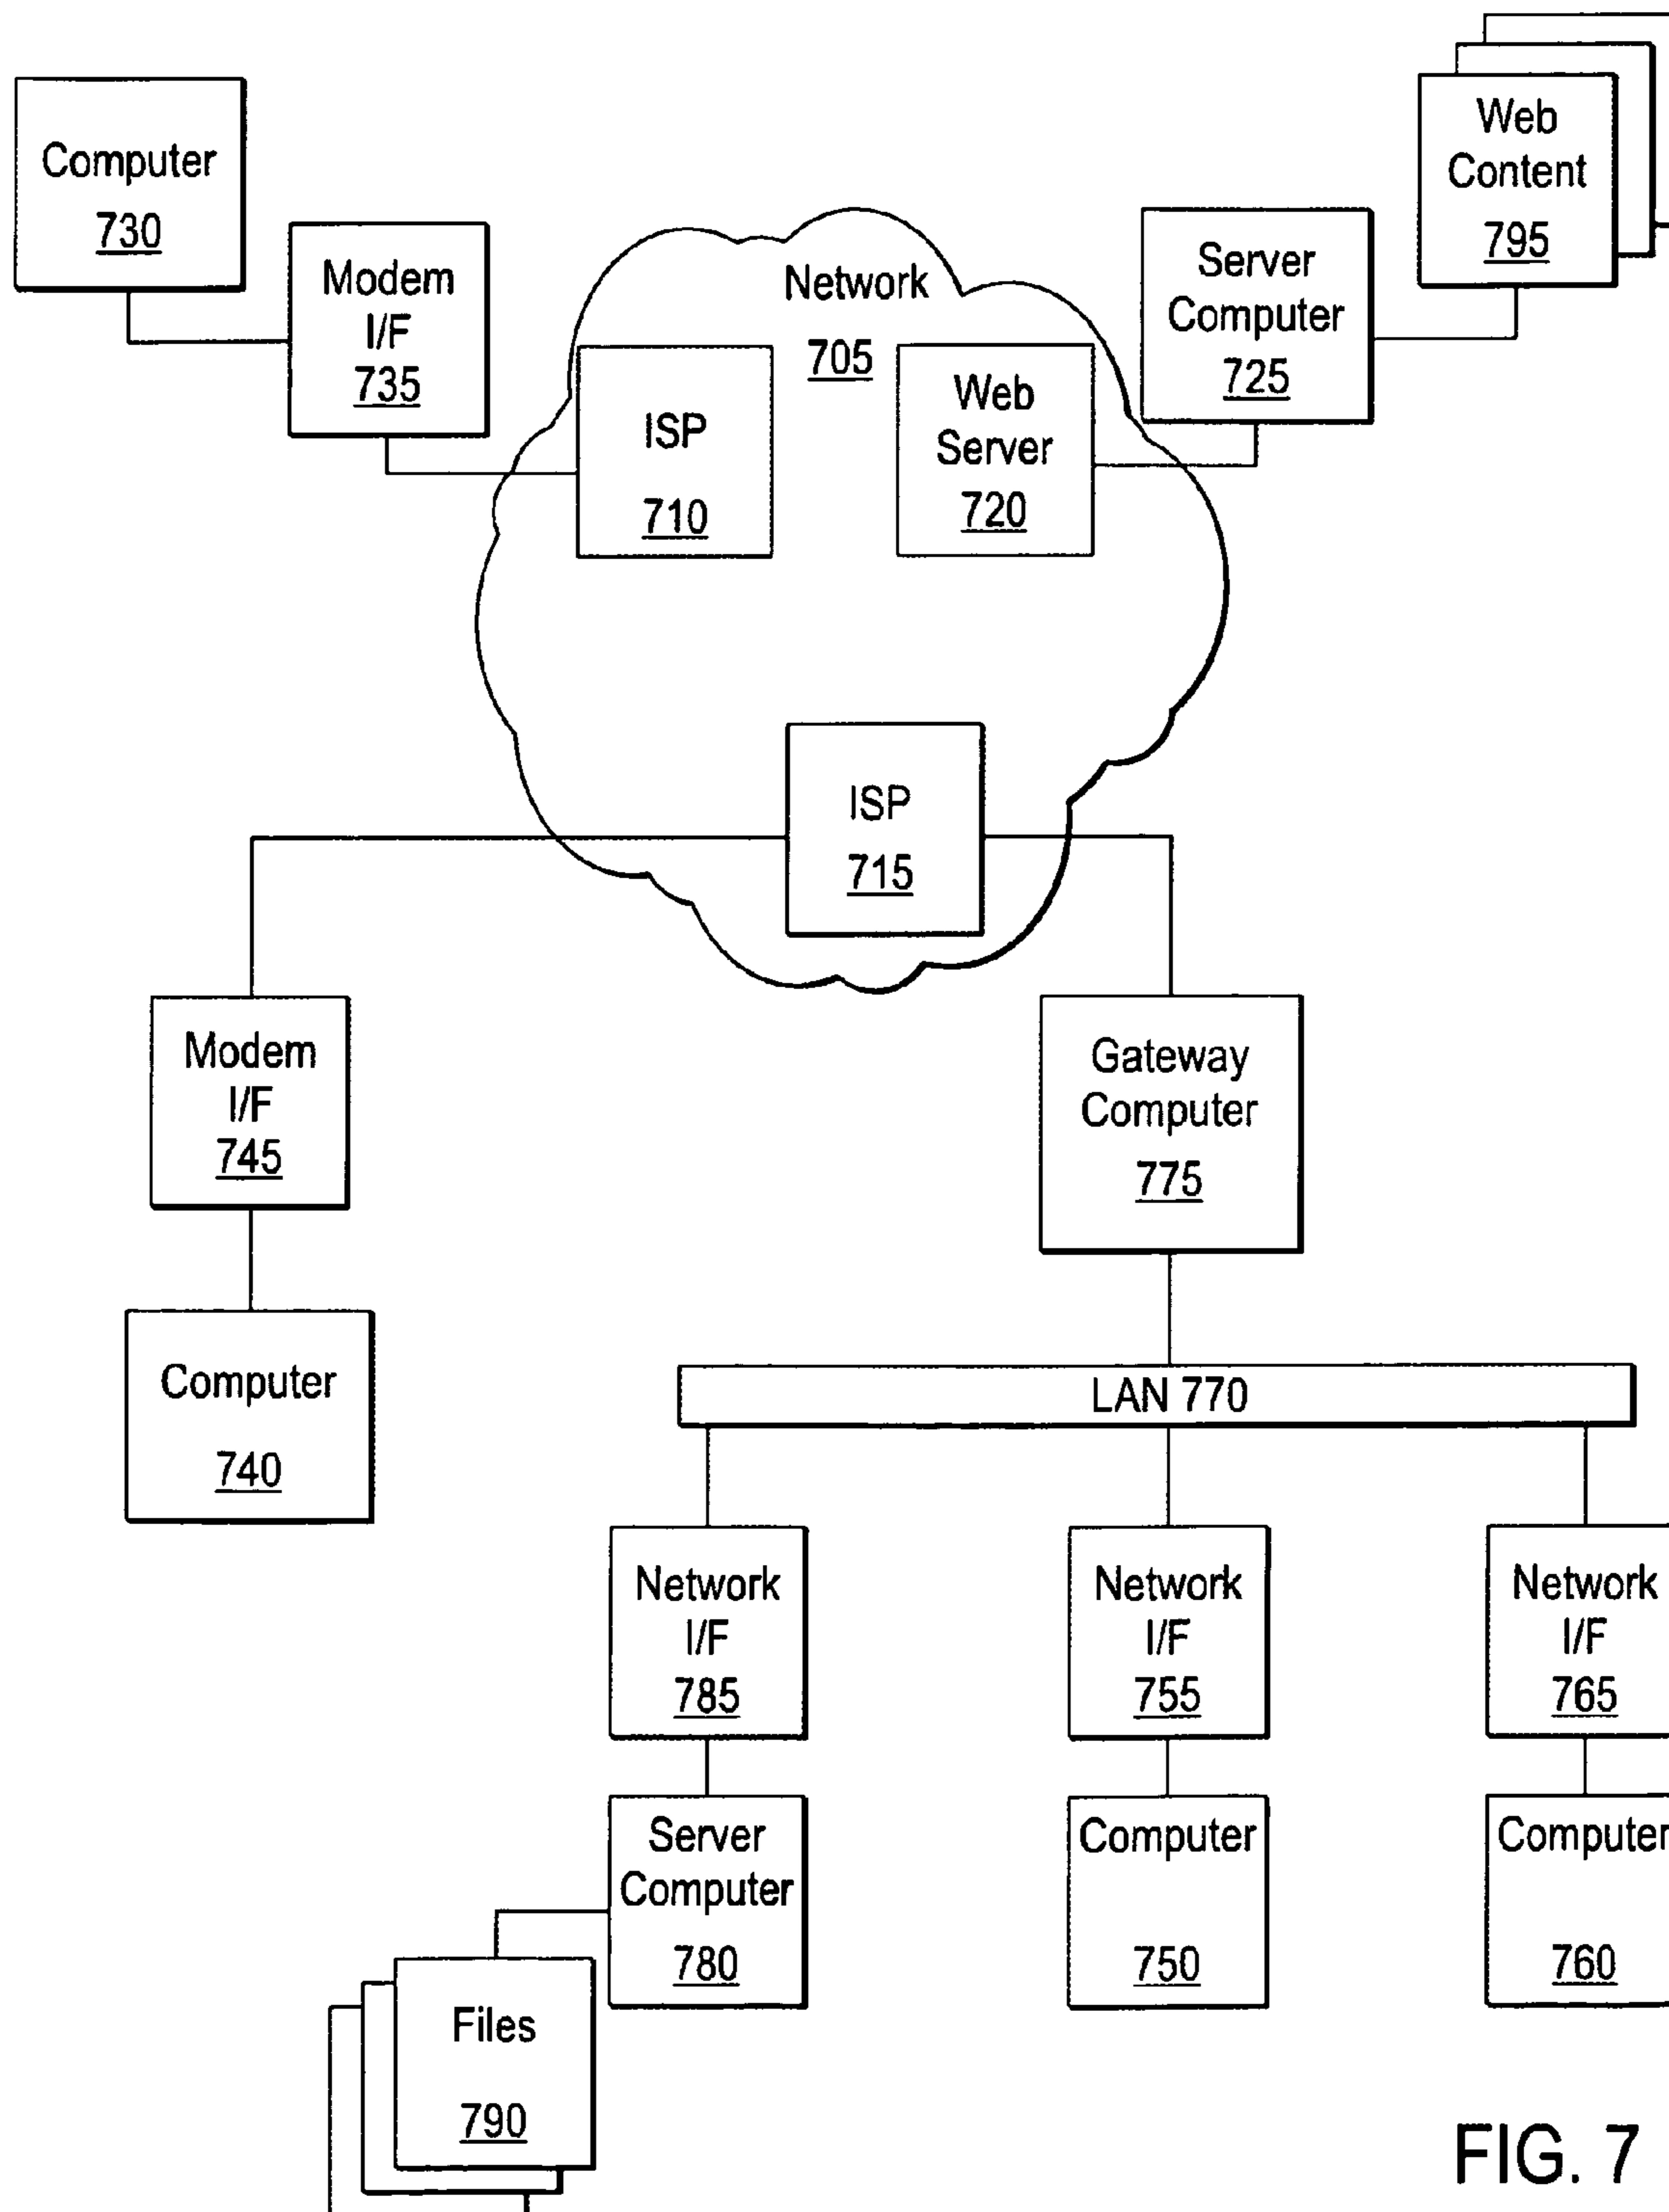 Computer
730
Modem
I/F
735
Network
705
ISP
710
Web
Server
720
Server
Computer
725
Web
Content
795
ISP
715
Modem
I/F
745
Computer
740
Gateway
Computer
775
LAN 770
Network
I/F
785
Network
I/F
755
Network
I/F
765
Server
Computer
780
Computer
750
Computer
760
Files
790
FIG. 7